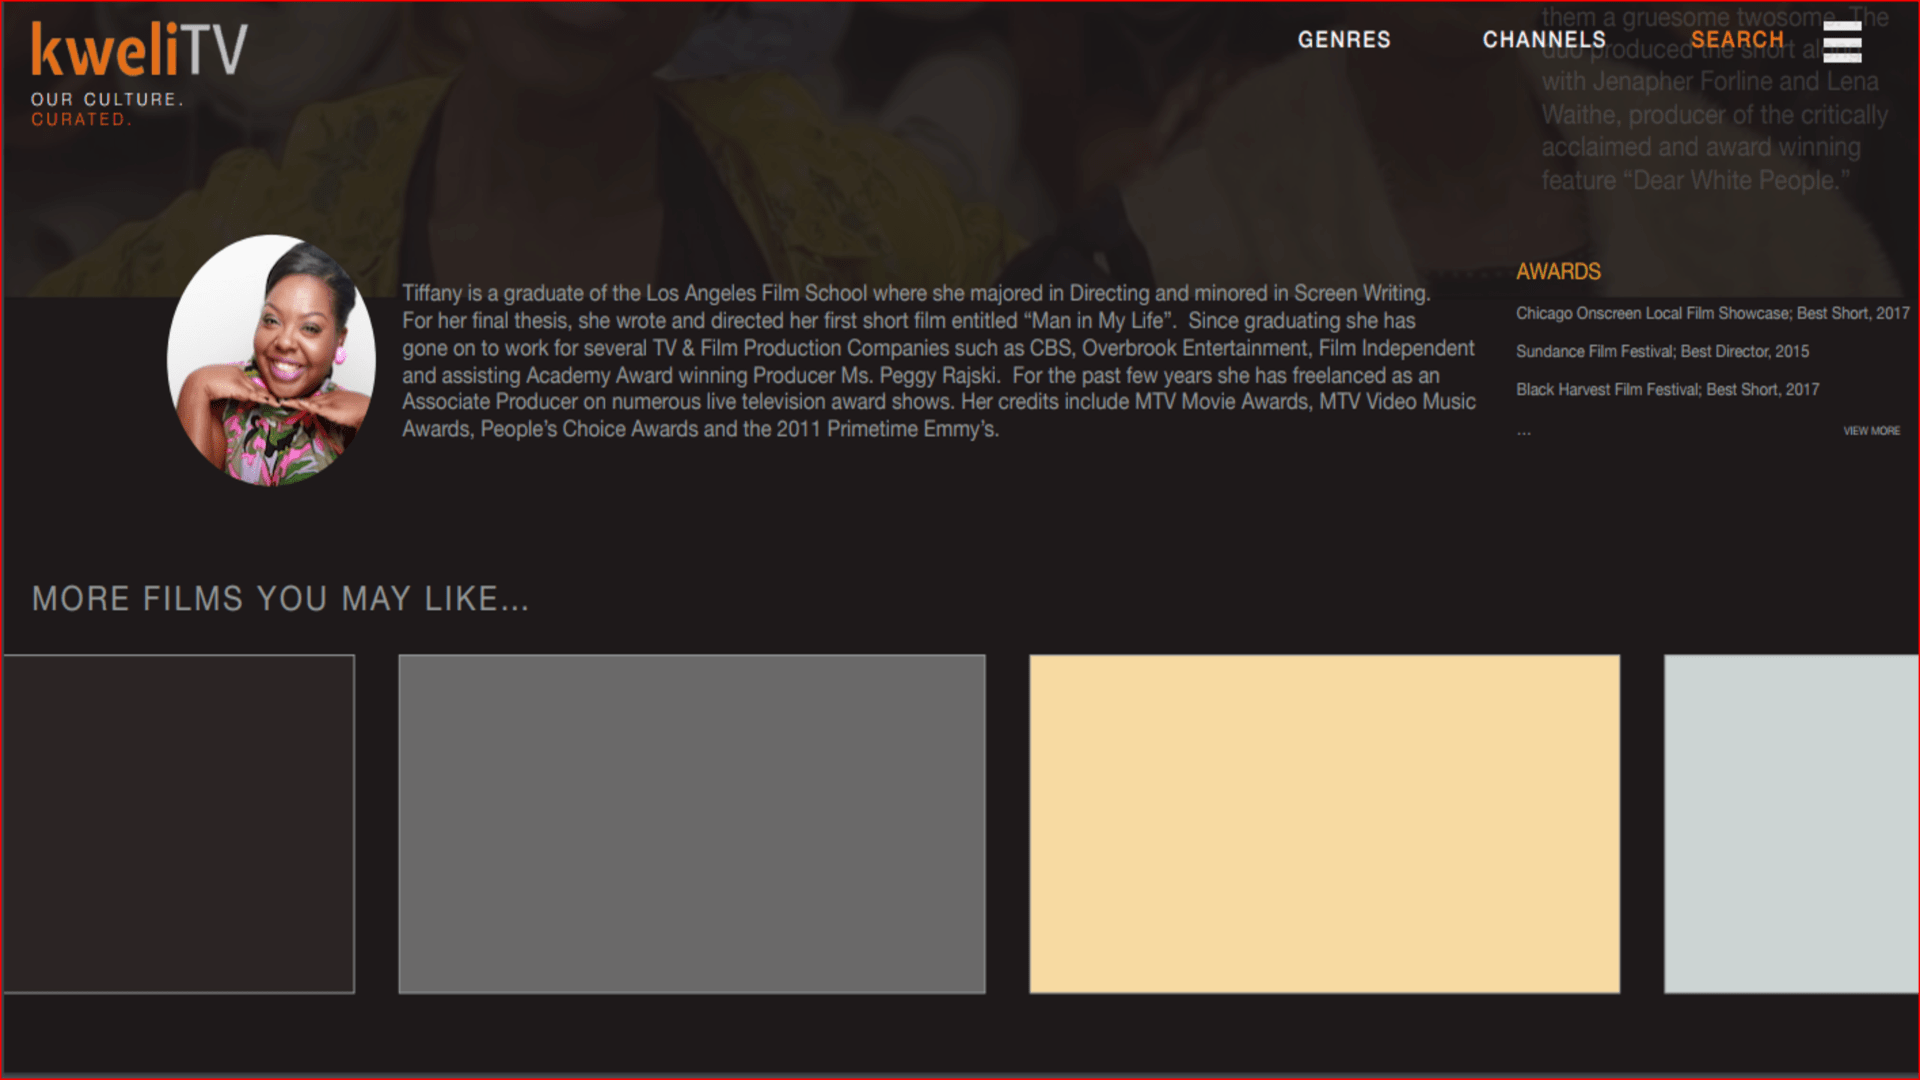 kweliTV
OUR CULTURE.
CURATED.
GENRES
CHANNELS
SEARCH
them a gruesome twosome. The
duo produced the short along
with Jenapher Forline and Lena
Waithe, producer of the critically
acclaimed and award winning
feature “Dear White People.”
Tiffany is a graduate of the Los Angeles Film School where she majored in Directing and minored in Screen Writing.
For her final thesis, she wrote and directed her first short film entitled “Man in My Life”.  Since graduating she has
gone on to work for several TV & Film Production Companies such as CBS, Overbrook Entertainment, Film Independent
and assisting Academy Award winning Producer Ms. Peggy Rajski.  For the past few years she has freelanced as an
Associate Producer on numerous live television award shows. Her credits include MTV Movie Awards, MTV Video Music
Awards, People’s Choice Awards and the 2011 Primetime Emmy’s.
AWARDS
Chicago Onscreen Local Film Showcase; Best Short, 2017
Sundance Film Festival; Best Director, 2015
Black Harvest Film Festival; Best Short, 2017
...
VIEW MORE
MORE FILMS YOU MAY LIKE...